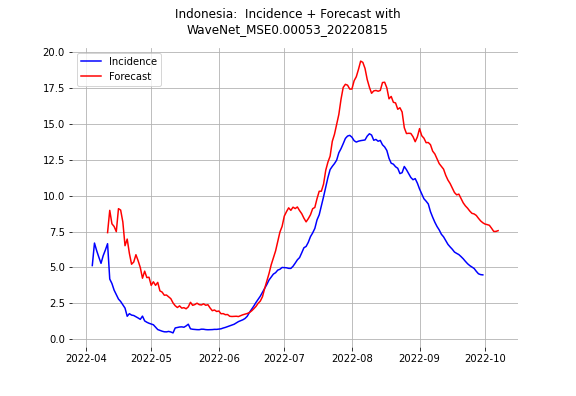 Indonesia:  Incidence + Forecast with
WaveNet_MSE0.00053_20220815
20.0
17.5
15.0
12.5
10.0
7.5
5.0
2.5
0.0
Incidence
Forecast
2022-04 2022-05 2022-06 2022-07 2022-08 2022-09 2022-10